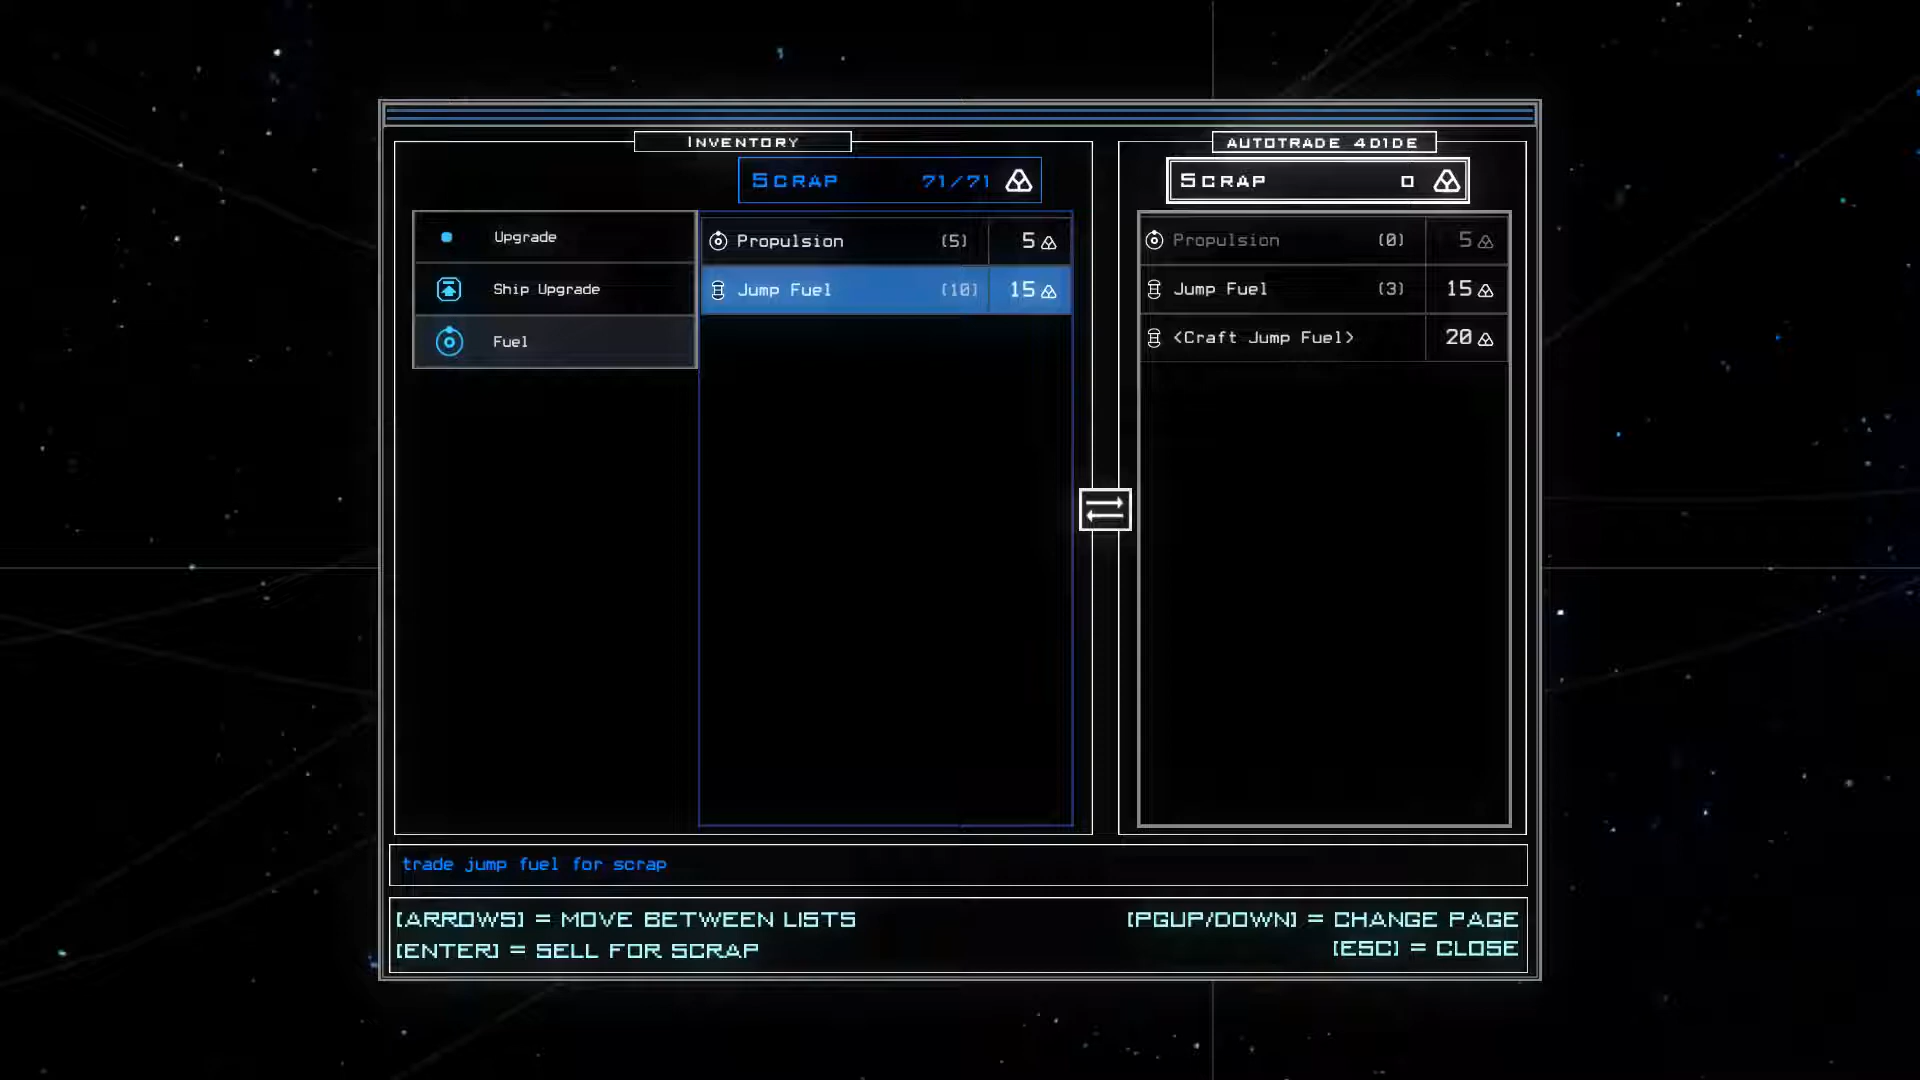 INVENTORY
SCRAP 71/71
Upgrade
Ship Upgrade
Fuel
Propulsion (5) 5
Jump Fuel (10) 15
AUTOTRADE 4D1DE
SCRAP 0
Propulsion (0) 5
Jump Fuel (3) 15
<Craft Jump Fuel> 20
trade jump fuel for scrap
[ARROWS] = MOVE BETWEEN LISTS
[ENTER] = SELL FOR SCRAP
[PGUP/DOWN] = CHANGE PAGE
[ESC] = CLOSE